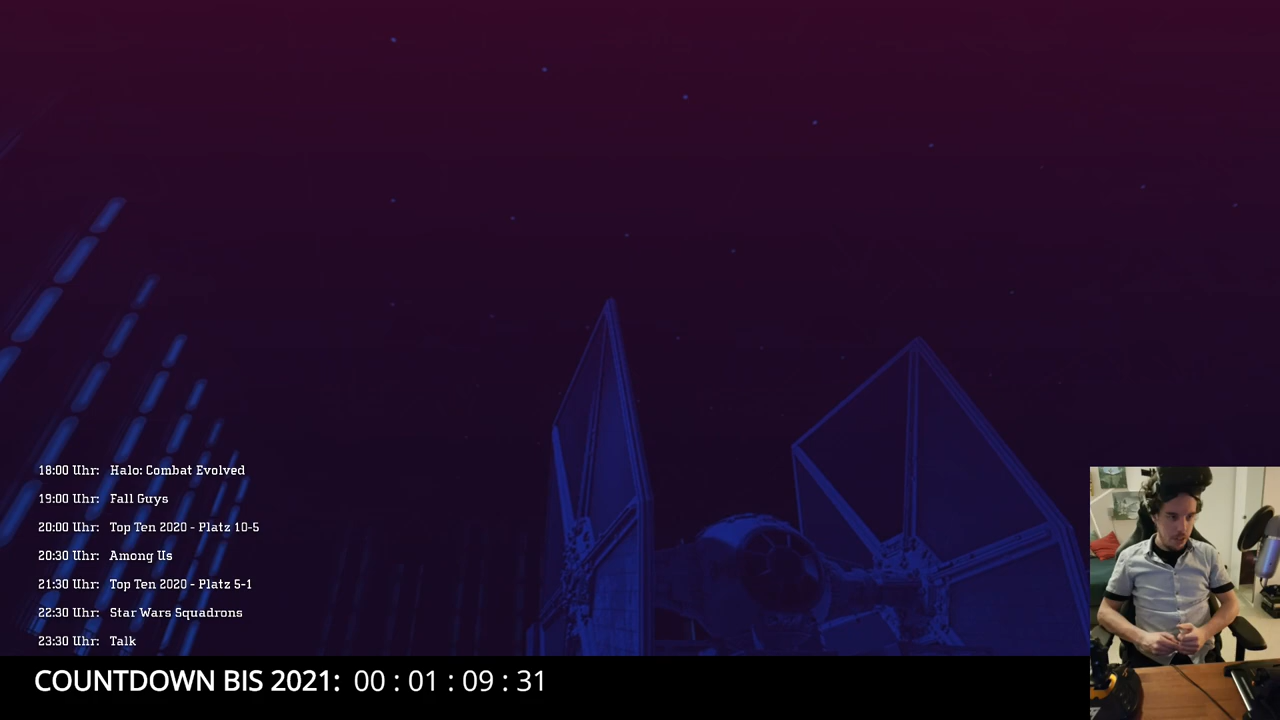 18:00 Uhr: Halo: Combat Evolved
19:00 Uhr: Fall Guys
20:00 Uhr: Top Ten 2020 - Platz 10-5
20:30 Uhr: Among Us
21:30 Uhr: Top Ten 2020 - Platz 5-1
22:30 Uhr: Star Wars Squadrons
23:30 Uhr: Talk
COUNTDOWN BIS 2021: 00 : 01 : 09 : 31